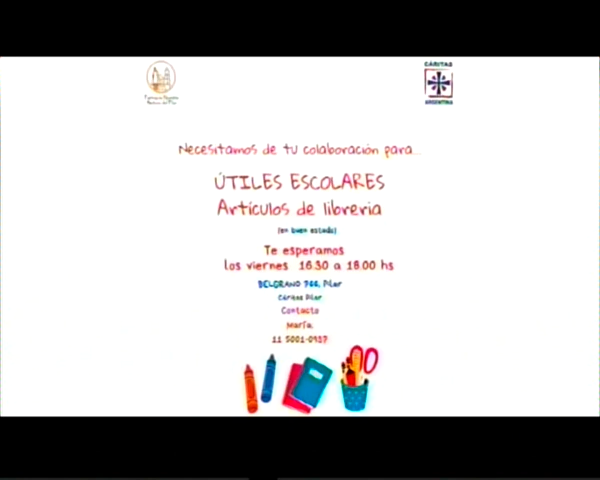 CÁRITAS
ARGENTINA
Necesitamos de tu colaboración para...
ÚTILES ESCOLARES
Artículos de librería
(en buen estado)
Te esperamos
los viernes 16.30 a 18:00 hs
BELGRANO Pilar
Cáritas Pilar
Contacto
María.
11 5001-0927